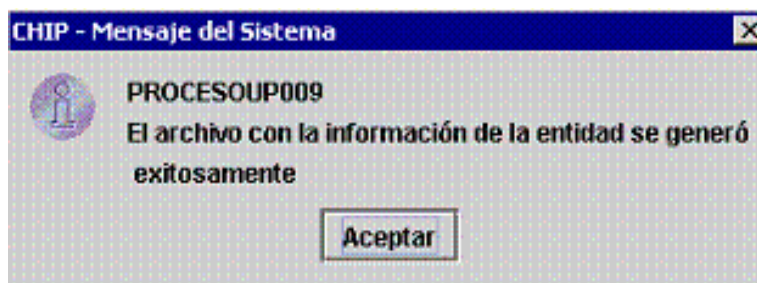 CHIP - Mensaje del Sistema
PROCESOUP009
El archivo con la información de la entidad se generó
exitosamente
Aceptar